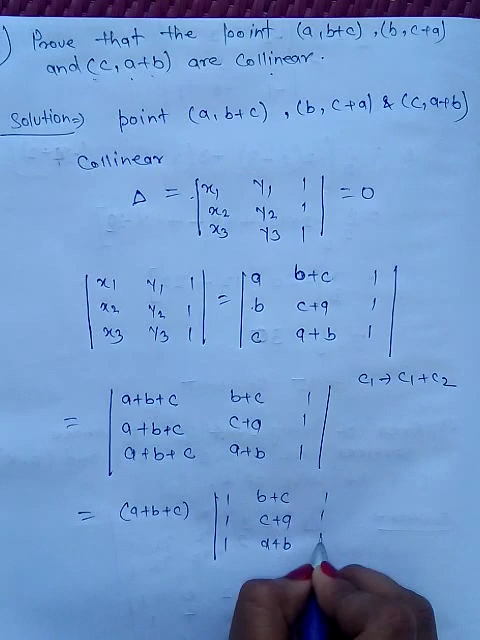 ) Prove that the point (a, b+c), (b, c+a)
and (c, a+b) are collinear.
Solution⇒ point (a, b+c), (b, c+a) & (c, a+b)
Collinear
Δ = | x1 y1 1 | = 0
| x2 y2 1 |
| x3 y3 1 |
| x1 y1 1 | = | a b+c 1 |
| x2 y2 1 | | b c+a 1 |
| x3 y3 1 | | c a+b 1 |
C1 → C1 + C2
= | a+b+c b+c 1 |
| a+b+c c+a 1 |
| a+b+c a+b 1 |
= (a+b+c) | 1 b+c 1 |
| 1 c+a 1 |
| 1 a+b 1